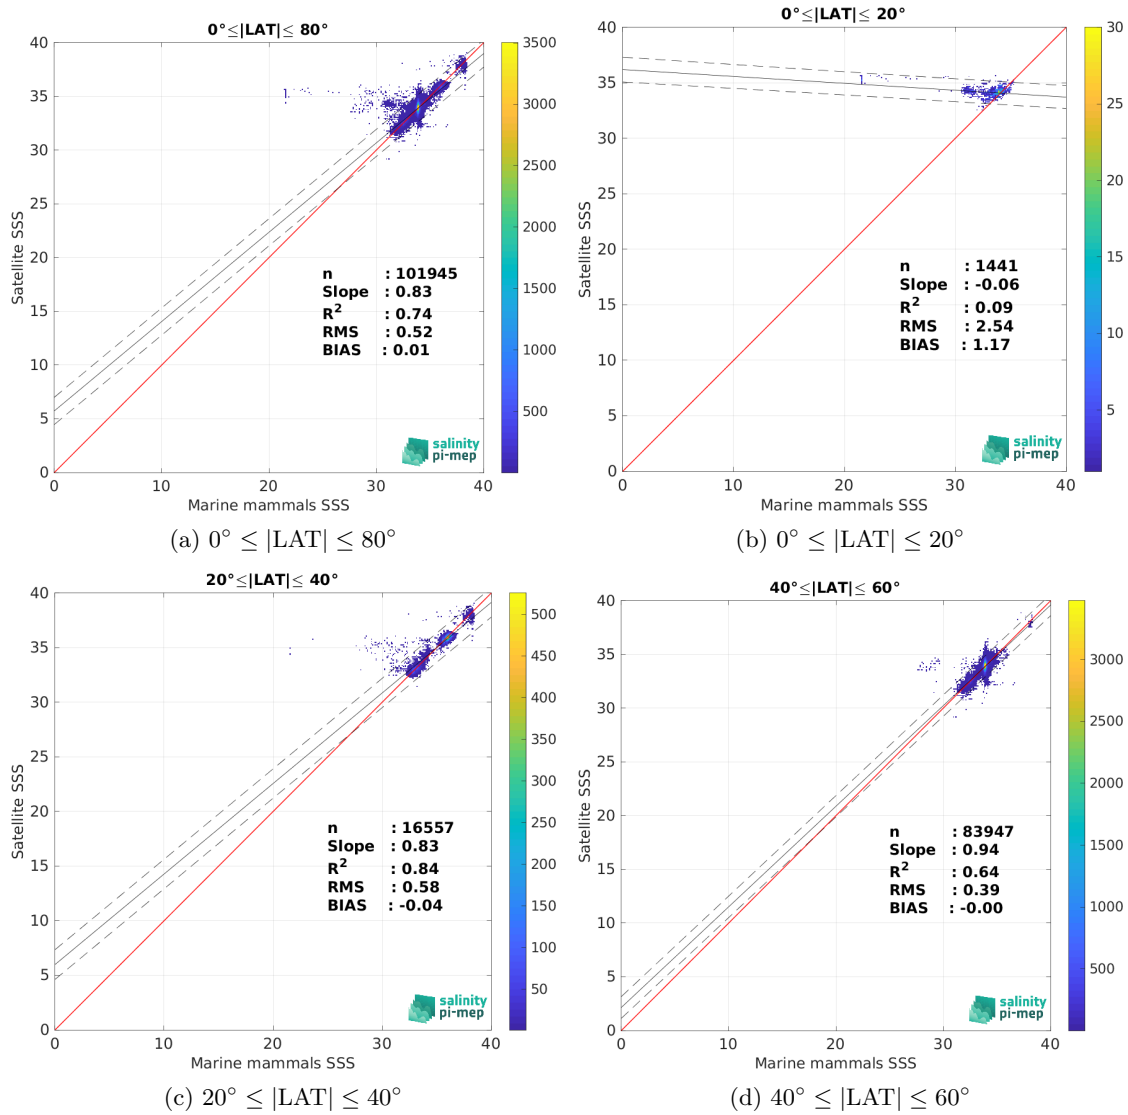 0°≤|LAT|≤ 80°
Satellite SSS
40
35
30
25
20
15
10
5
0
0
10
20
30
40
Marine mammals SSS
3500
3000
2500
2000
1500
1000
500
n : 101945
Slope : 0.83
R² : 0.74
RMS : 0.52
BIAS : 0.01
salinity
pi-mep
(a) 0° ≤ |LAT| ≤ 80°
0°≤|LAT|≤ 20°
Satellite SSS
40
35
30
25
20
15
10
5
0
0
10
20
30
40
Marine mammals SSS
30
25
20
15
10
5
n : 1441
Slope : -0.06
R² : 0.09
RMS : 2.54
BIAS : 1.17
salinity
pi-mep
(b) 0° ≤ |LAT| ≤ 20°
20°≤|LAT|≤ 40°
Satellite SSS
40
35
30
25
20
15
10
5
0
0
10
20
30
40
Marine mammals SSS
500
450
400
350
300
250
200
150
100
50
n : 16557
Slope : 0.83
R² : 0.84
RMS : 0.58
BIAS : -0.04
salinity
pi-mep
(c) 20° ≤ |LAT| ≤ 40°
40°≤|LAT|≤ 60°
Satellite SSS
40
35
30
25
20
15
10
5
0
0
10
20
30
40
Marine mammals SSS
3000
2500
2000
1500
1000
500
n : 83947
Slope : 0.94
R² : 0.64
RMS : 0.39
BIAS : -0.00
salinity
pi-mep
(d) 40° ≤ |LAT| ≤ 60°